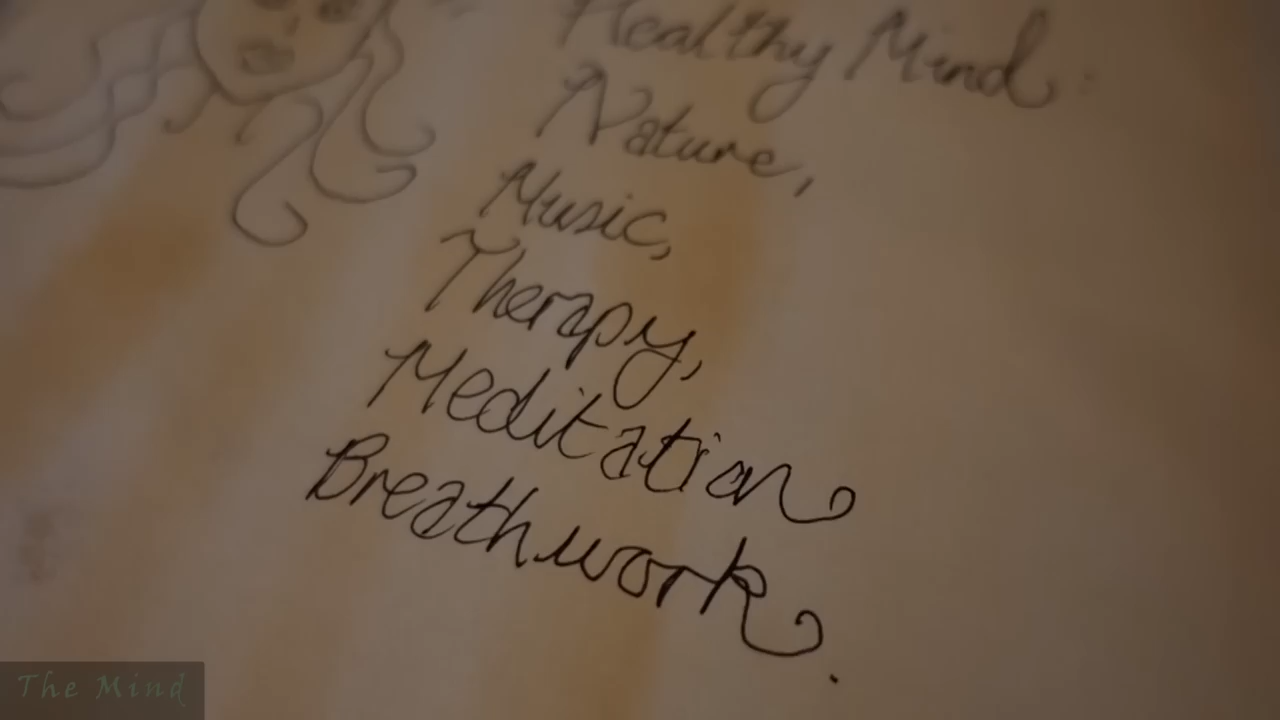 Healthy Mind:
Nature,
Music,
Therapy,
Meditation
Breathwork.
The Mind